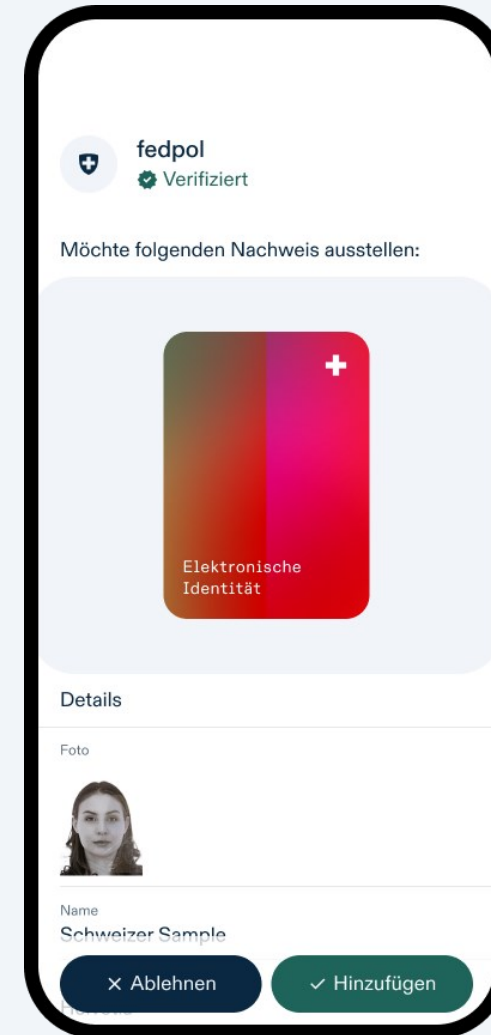 fedpol
Verifiziert
Möchte folgenden Nachweis ausstellen:
Elektronische
Identität
Details
Foto
Name
Schweizer Sample
Ablehnen
Hinzufügen